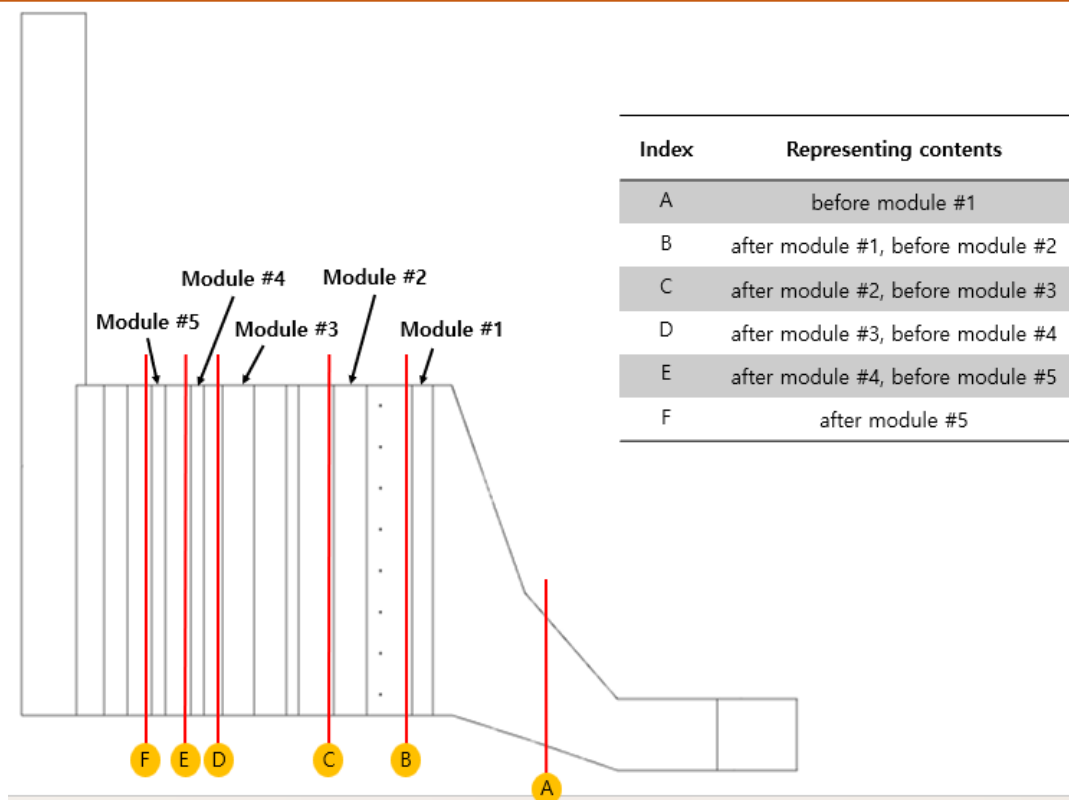 Index Representing contents
A before module #1
B after module #1, before module #2
C after module #2, before module #3
D after module #3, before module #4
E after module #4, before module #5
F after module #5
Module #4 Module #2
Module #5 Module #3 Module #1
F E D C B
A